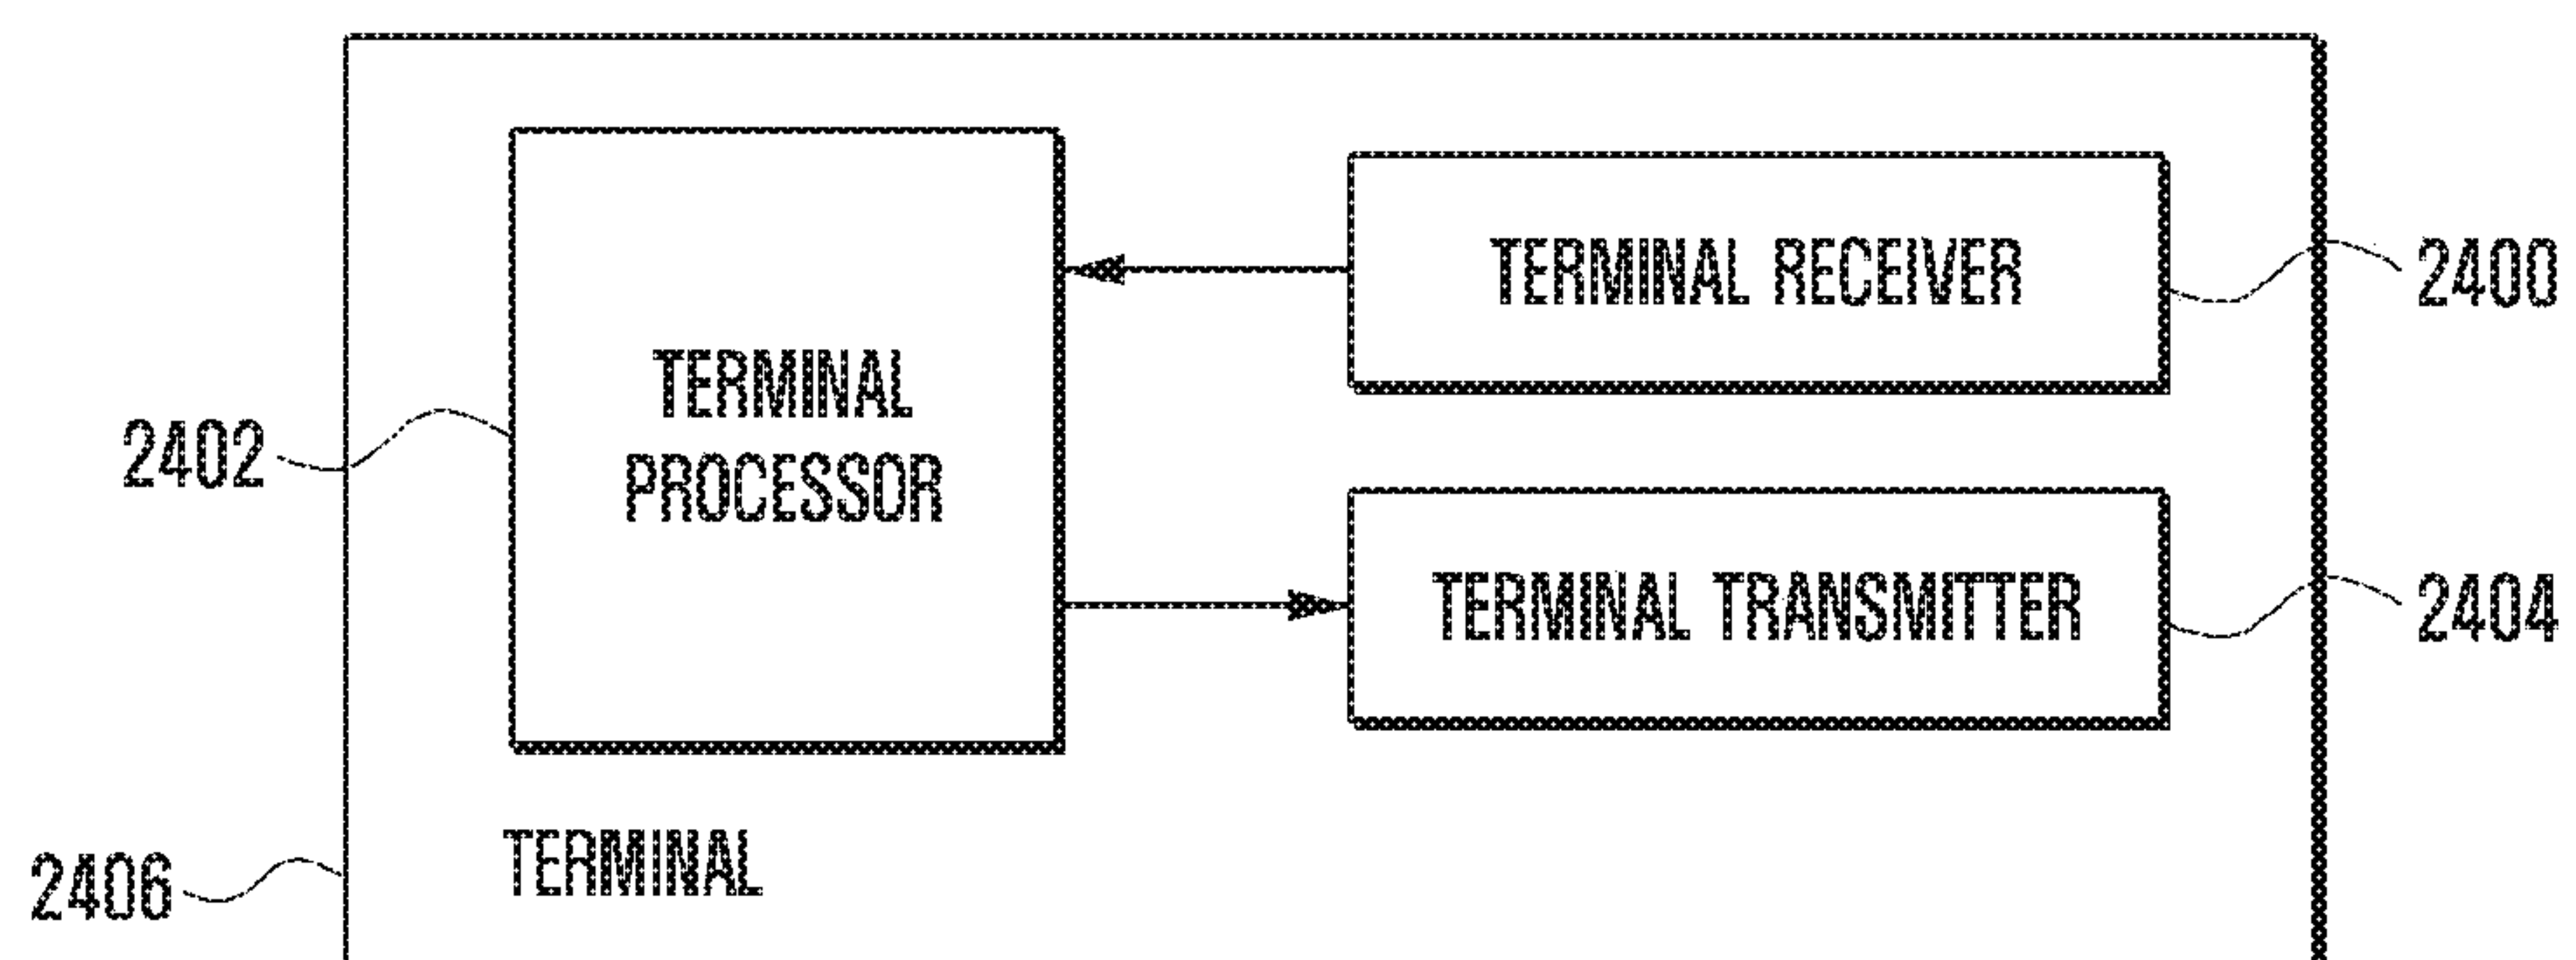 TERMINAL RECEIVER
2400
TERMINAL
PROCESSOR
2402
TERMINAL TRANSMITTER
2404
TERMINAL
2406